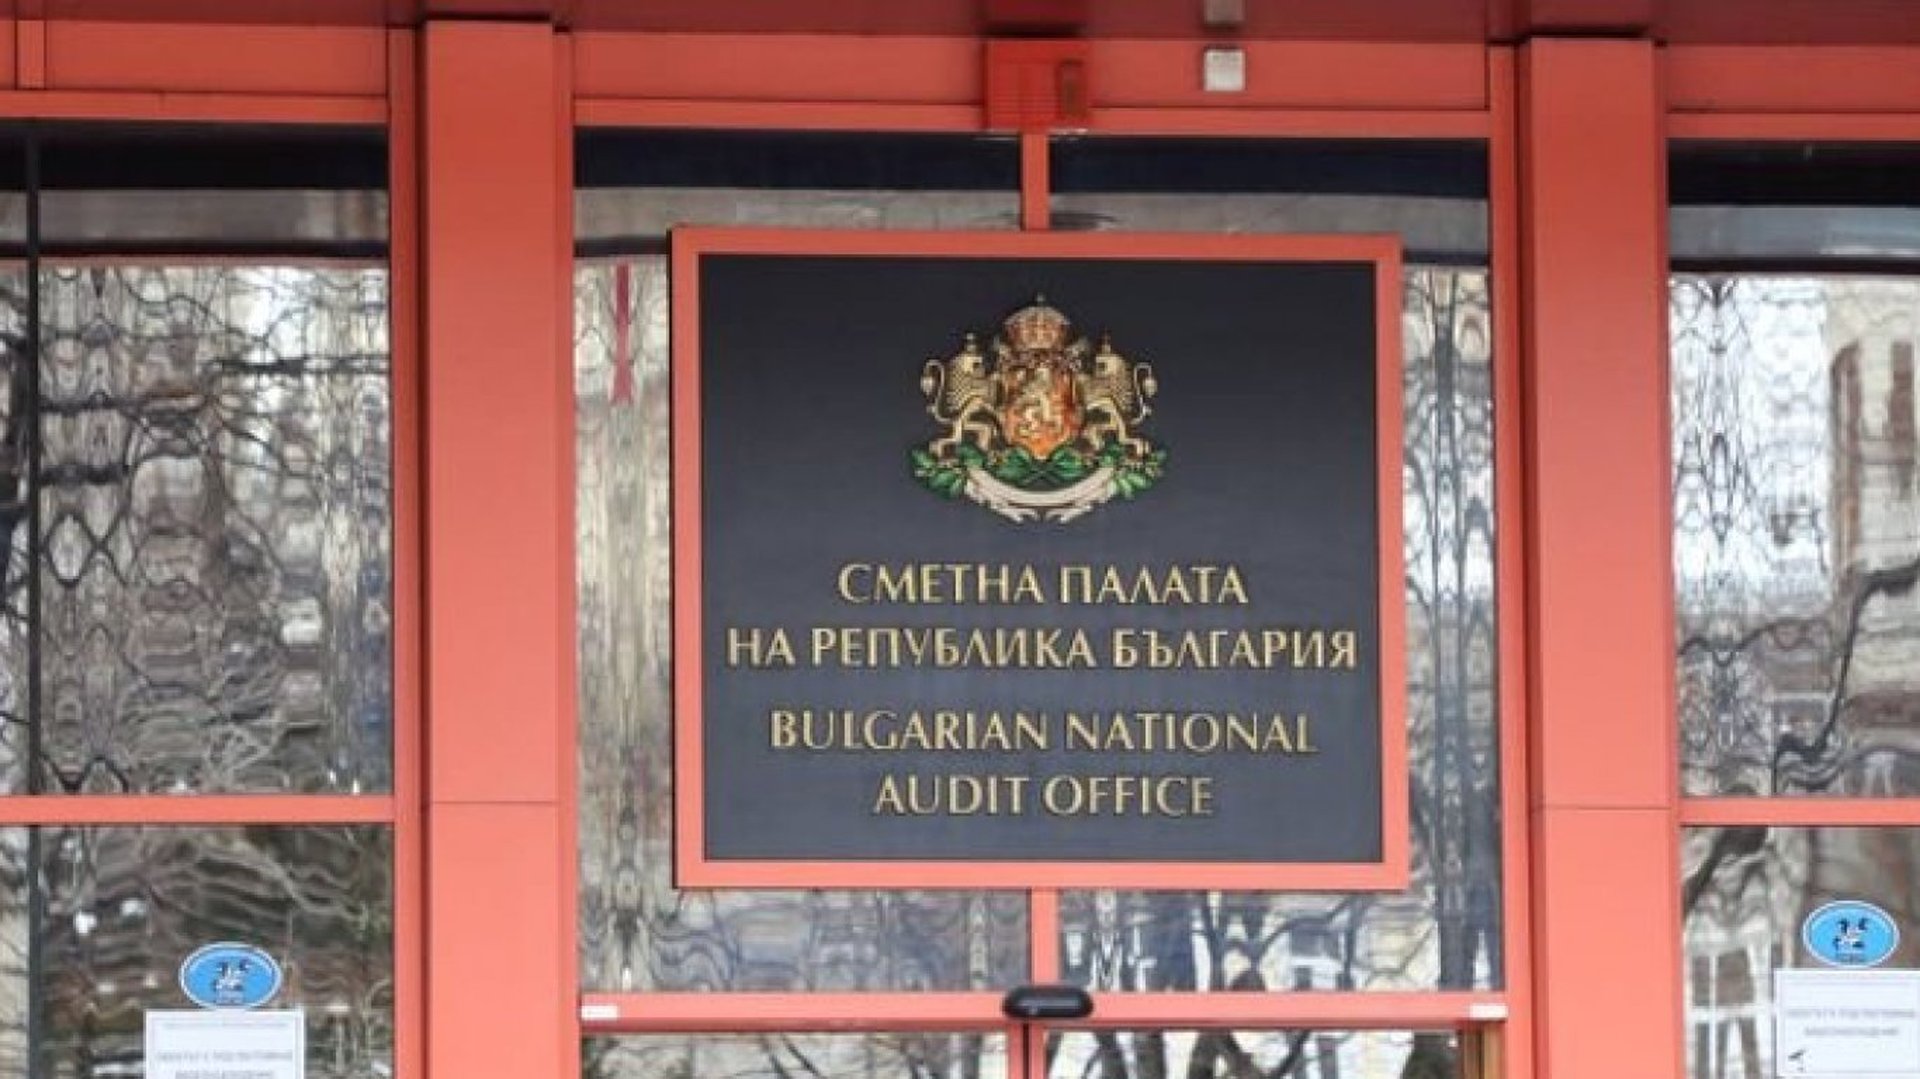 СМЕТНА ПАЛАТА
НА РЕПУБЛИКА БЪЛГАРИЯ
BULGARIAN NATIONAL
AUDIT OFFICE